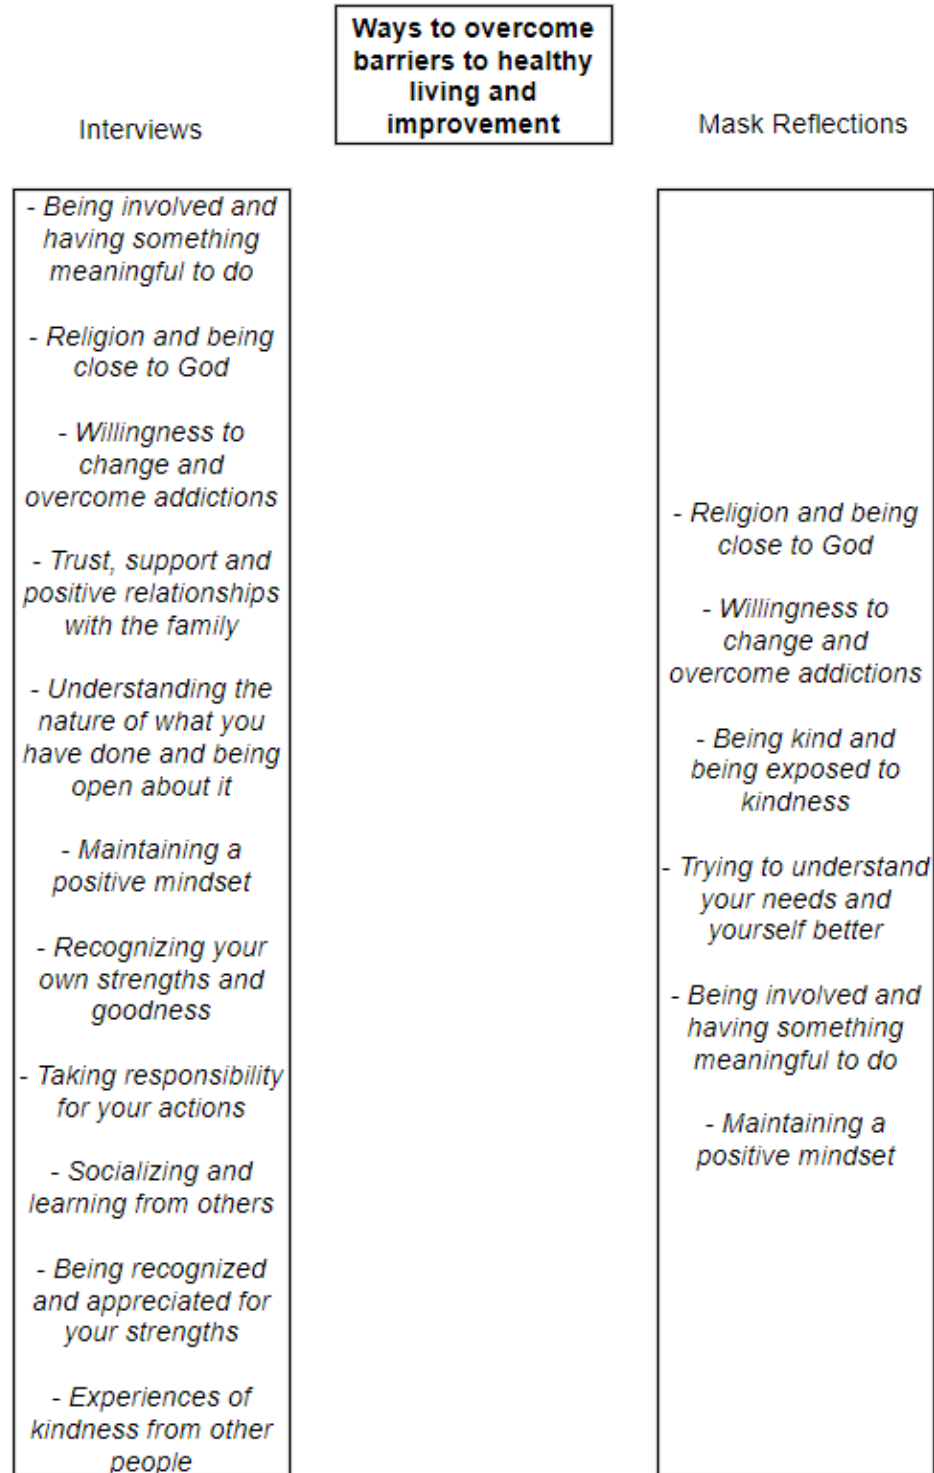 Ways to overcome
barriers to healthy
living and
improvement
Interviews
Mask Reflections
- Being involved and
having something
meaningful to do
- Religion and being
close to God
- Willingness to
change and
overcome addictions
- Trust, support and
positive relationships
with the family
- Understanding the
nature of what you
have done and being
open about it
- Maintaining a
positive mindset
- Recognizing your
own strengths and
goodness
- Taking responsibility
for your actions
- Socializing and
learning from others
- Being recognized
and appreciated for
your strengths
- Experiences of
kindness from other
people
- Religion and being
close to God
- Willingness to
change and
overcome addictions
- Being kind and
being exposed to
kindness
- Trying to understand
your needs and
yourself better
- Being involved and
having something
meaningful to do
- Maintaining a
positive mindset